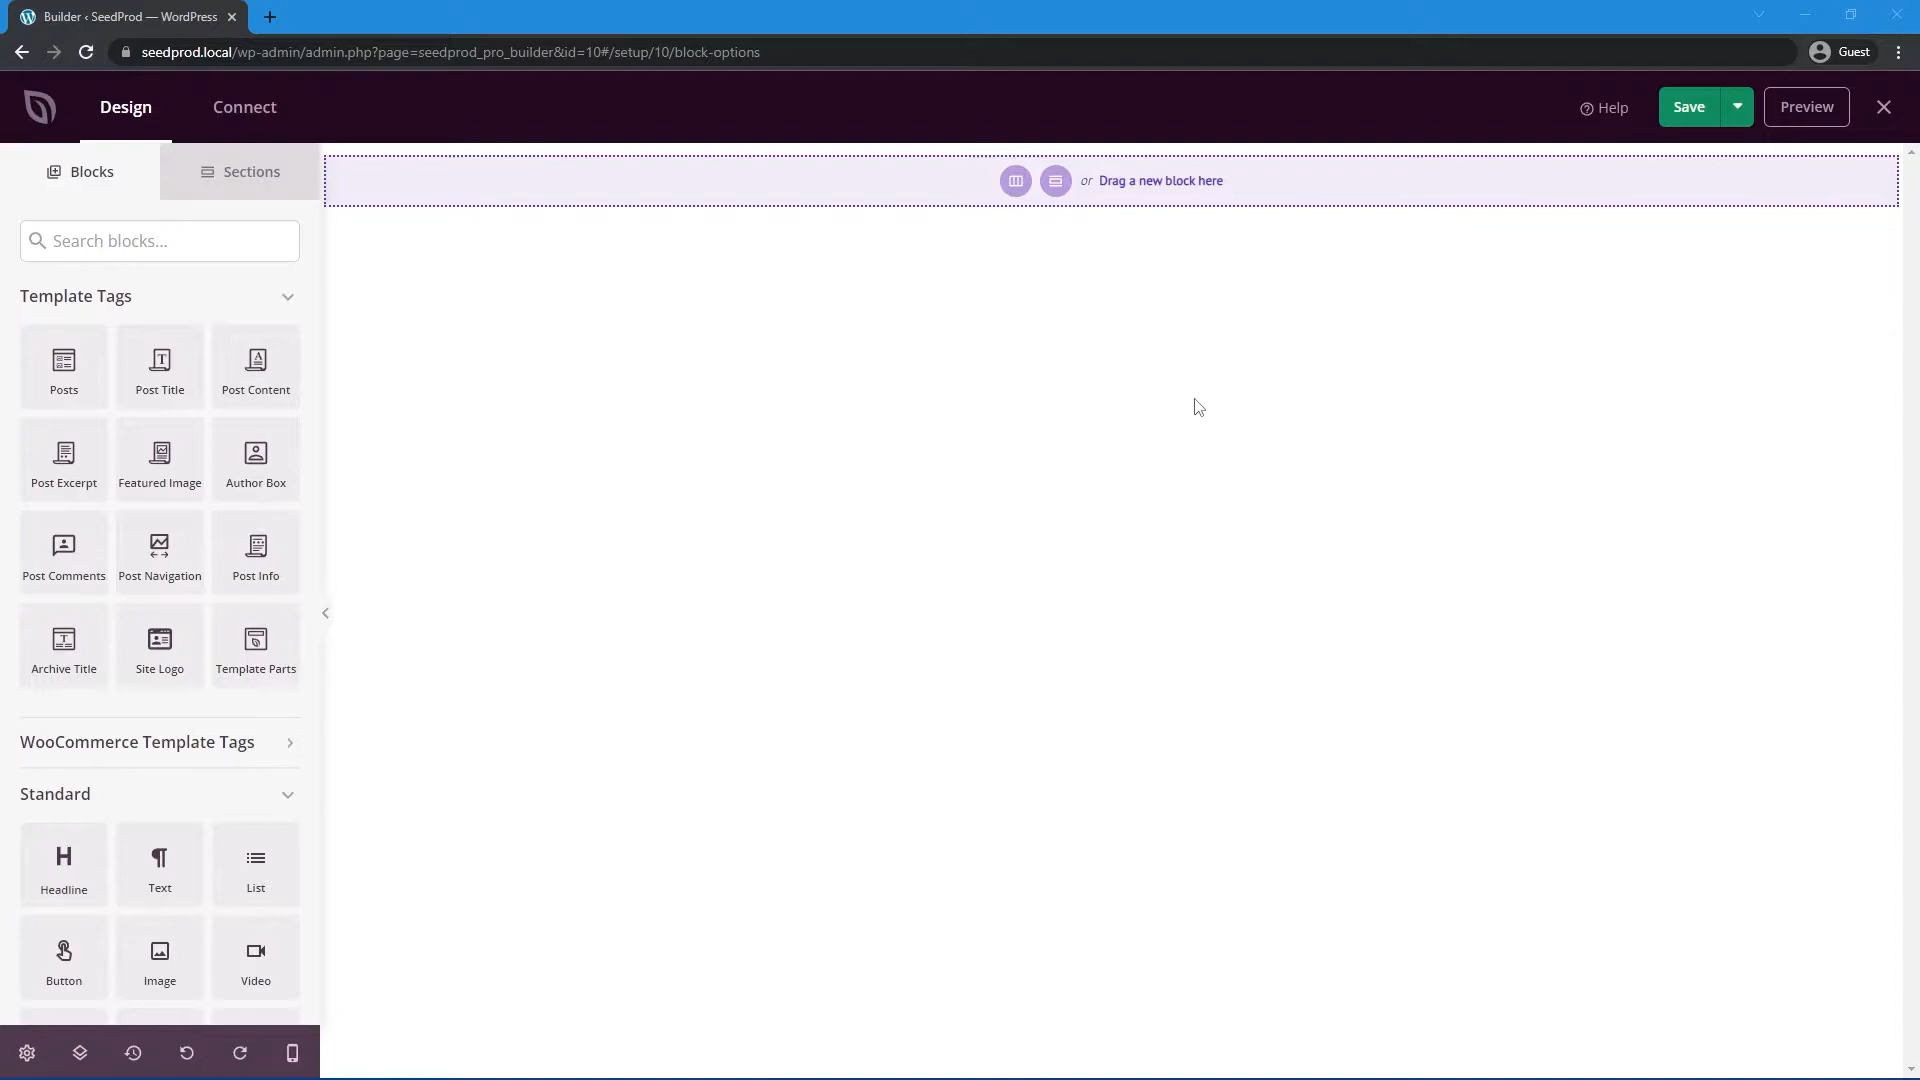 Builder ‹ SeedProd — WordPress
seedprod.local/wp-admin/admin.php?page=seedprod_pro_builder&id=10#/setup/10/block-options
Guest
Design
Connect
Help
Save
Preview
Blocks
Sections
or Drag a new block here
Search blocks...
Template Tags
Posts
Post Title
Post Content
Post Excerpt
Featured Image
Author Box
Post Comments
Post Navigation
Post Info
Archive Title
Site Logo
Template Parts
WooCommerce Template Tags
Standard
H
Headline
Text
List
Button
Image
Video